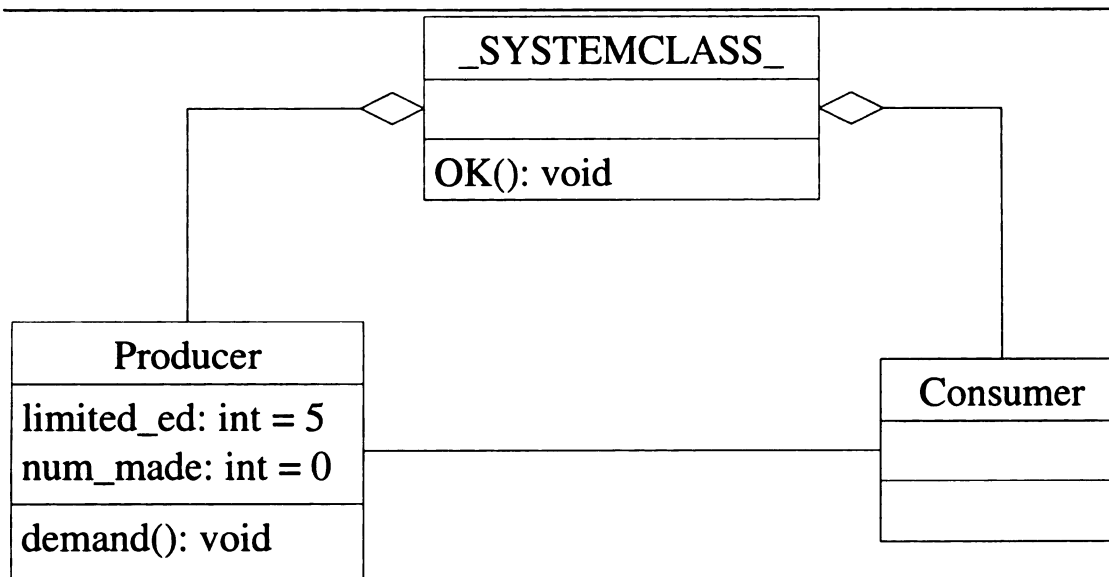 _SYSTEMCLASS_
OK(): void
Producer
limited_ed: int = 5
num_made: int = 0
demand(): void
Consumer